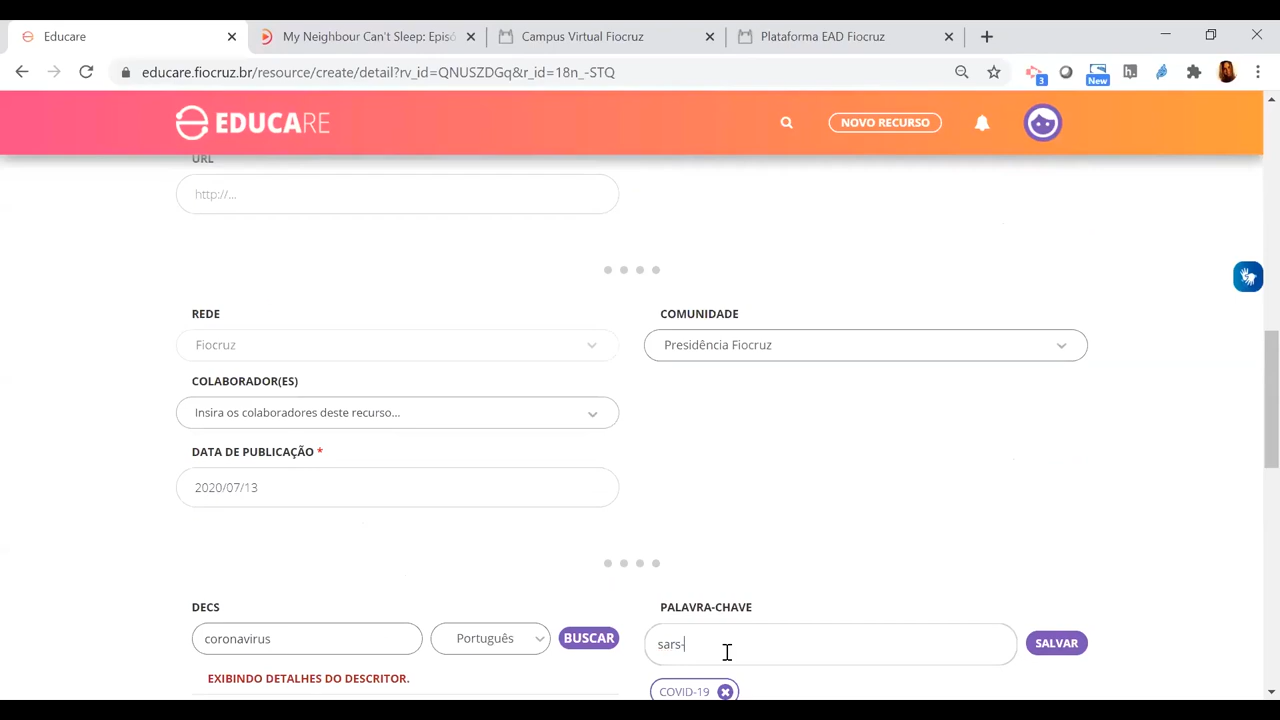 Educare
My Neighbour Can't Sleep: Episó
Campus Virtual Fiocruz
Plataforma EAD Fiocruz
educare.fiocruz.br/resource/create/detail?rv_id=QNUSZDGq&r_id=18n_-STQ
3
New
EDUCARE
NOVO RECURSO
URL
http://...
REDE
COMUNIDADE
Fiocruz
Presidência Fiocruz
COLABORADOR(ES)
Insira os colaboradores deste recurso...
DATA DE PUBLICAÇÃO *
2020/07/13
DECS
PALAVRA-CHAVE
coronavirus
Português
BUSCAR
sars-
SALVAR
EXIBINDO DETALHES DO DESCRITOR.
COVID-19